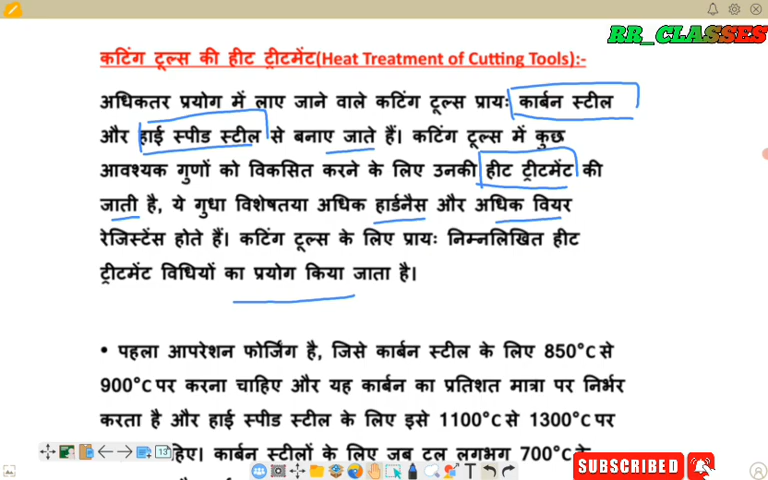 RR_CLASSES
कटिंग टूल्स की हीट ट्रीटमेंट(Heat Treatment of Cutting Tools):-
अधिकतर प्रयोग में लाए जाने वाले कटिंग टूल्स प्रायः कार्बन स्टील
और हाई स्पीड स्टील से बनाए जाते हैं। कटिंग टूल्स में कुछ
आवश्यक गुणों को विकसित करने के लिए उनकी हीट ट्रीटमेंट की
जाती है, ये गुधा विशेषतया अधिक हार्डनैस और अधिक वियर
रेजिस्टेंस होते हैं। कटिंग टूल्स के लिए प्रायः निम्नलिखित हीट
ट्रीटमेंट विधियों का प्रयोग किया जाता है।
• पहला आपरेशन फोर्जिंग है, जिसे कार्बन स्टील के लिए 850°C से
900°C पर करना चाहिए और यह कार्बन का प्रतिशत मात्रा पर निर्भर
करता है और हाई स्पीड स्टील के लिए इसे 1100°C से 1300°C पर
हिए। कार्बन स्टीलों के लिए जब टल लगभग 700°C के
13
SUBSCRIBED